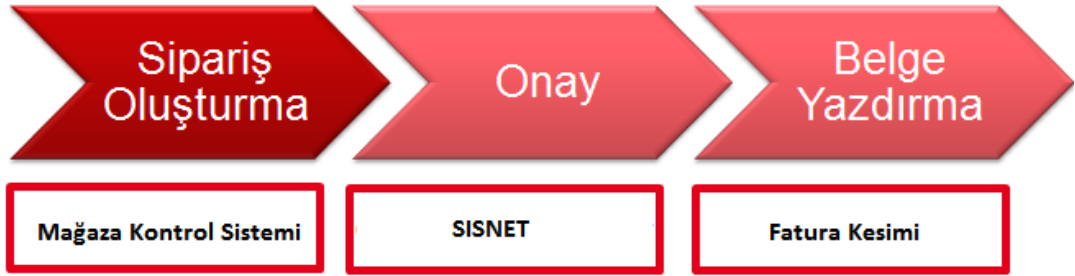 Sipariş
Oluşturma
Onay
Belge
Yazdırma
Mağaza Kontrol Sistemi
SISNET
Fatura Kesimi